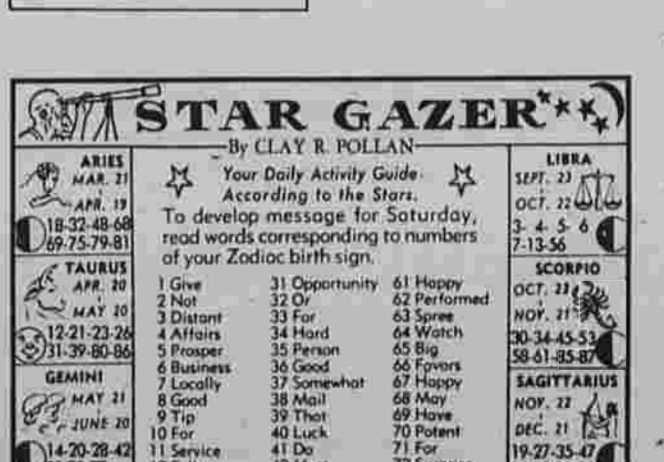 STAR GAZER
By CLAY R. POLLAN
ARIES
MAR. 21
APR. 19
18-32-48-68
69-75-79-81
TAURUS
APR. 20
MAY 20
12-21-23-26
31-39-80-86
GEMINI
MAY 21
JUNE 20
14-20-28-42
Your Daily Activity Guide
According to the Stars.
To develop message for Saturday,
read words corresponding to numbers
of your Zodiac birth sign.
1 Give
2 Not
3 Distant
4 Affairs
5 Prosper
6 Business
7 Locally
8 Good
9 Tip
10 For
11 Service
31 Opportunity
32 Or
33 For
34 Hard
35 Person
36 Good
37 Somewhat
38 Mail
39 That
40 Luck
41 Do
61 Happy
62 Performed
63 Spree
64 Watch
65 Big
66 Favors
67 Happy
68 May
69 Have
70 Potent
71 For
LIBRA
SEPT. 23
OCT. 22
3- 4- 5- 6
7-13-56
SCORPIO
OCT. 23
NOV. 21
30-34-45-53
58-61-85-87
SAGITTARIUS
NOV. 22
DEC. 21
19-27-35-47